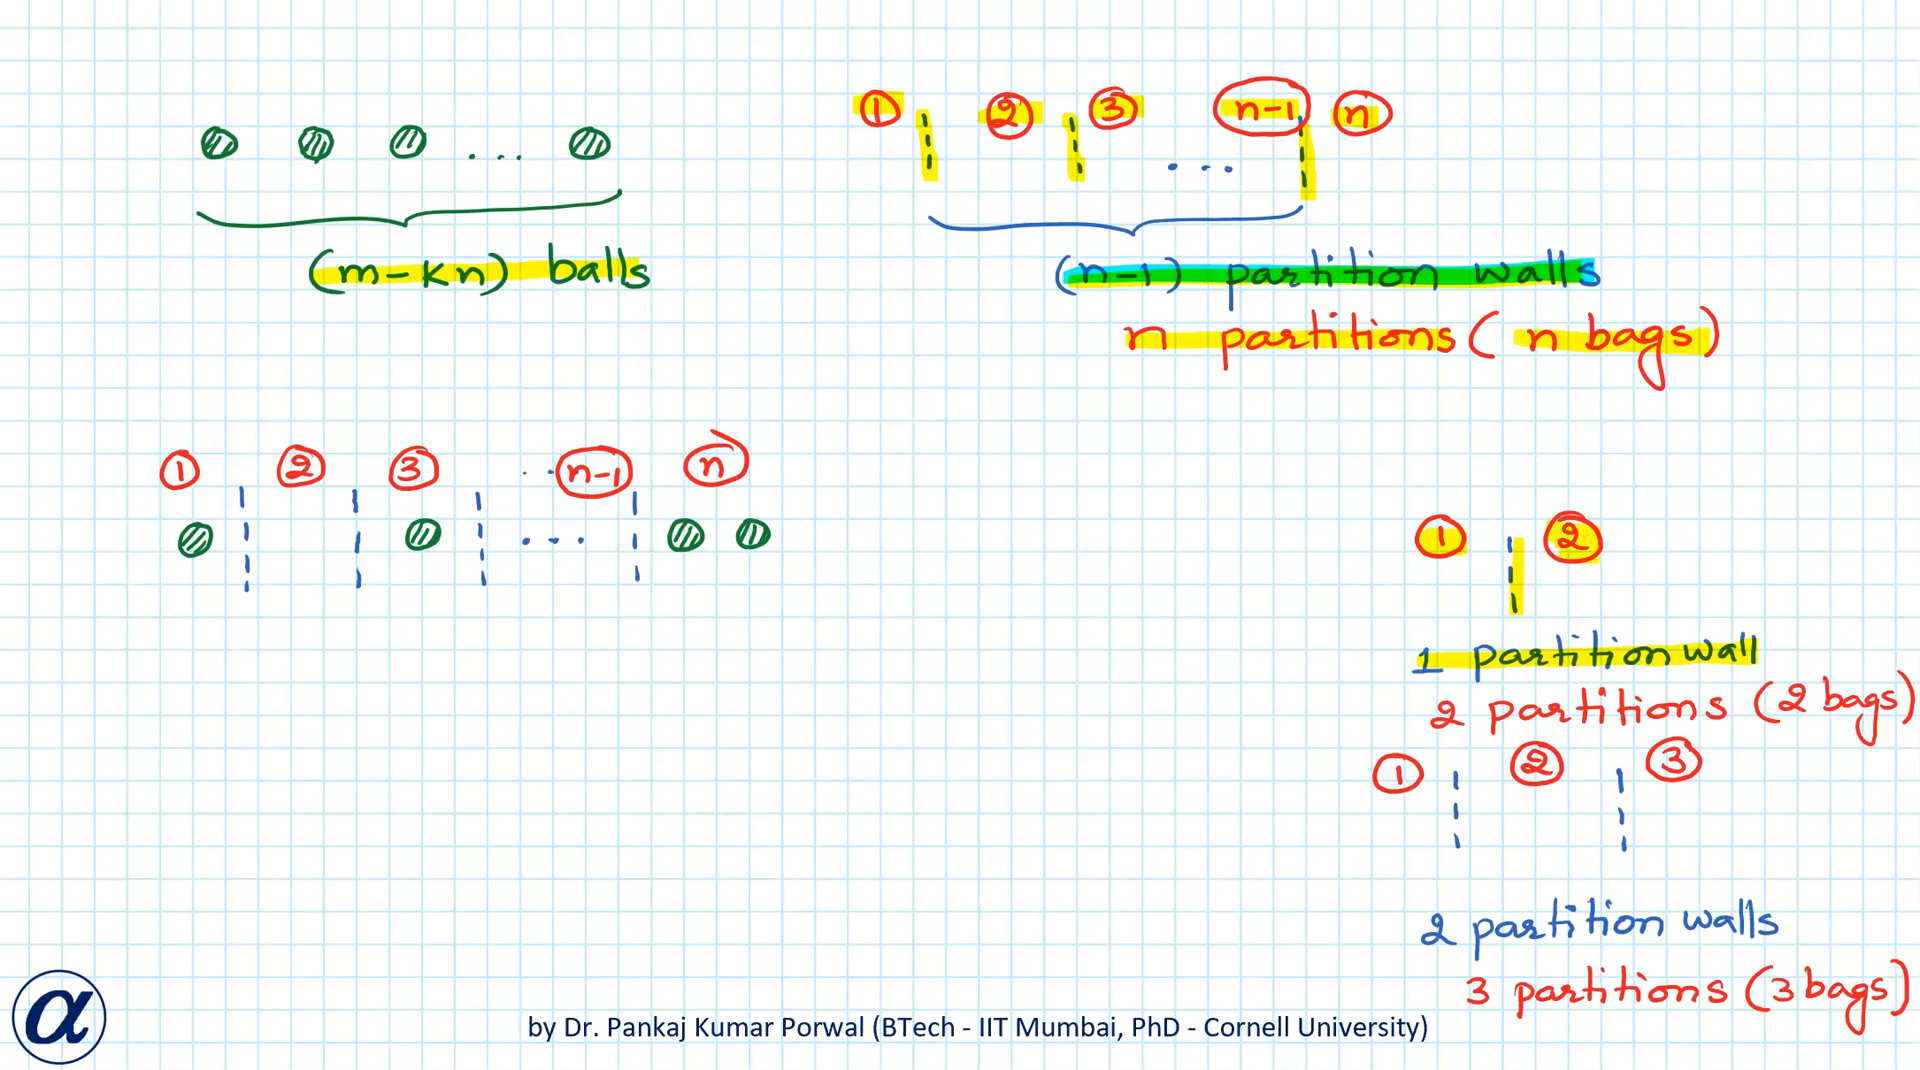 ① ② ③ n-1 n
...
...
(m-kn) balls
(n-1) partition walls
n partitions (n bags)
① ② ③ .. n-1 n
...
① ②
1 partition wall
2 partitions (2 bags)
① ② ③
2 partition walls
3 partitions (3 bags)
α
by Dr. Pankaj Kumar Porwal (BTech - IIT Mumbai, PhD - Cornell University)